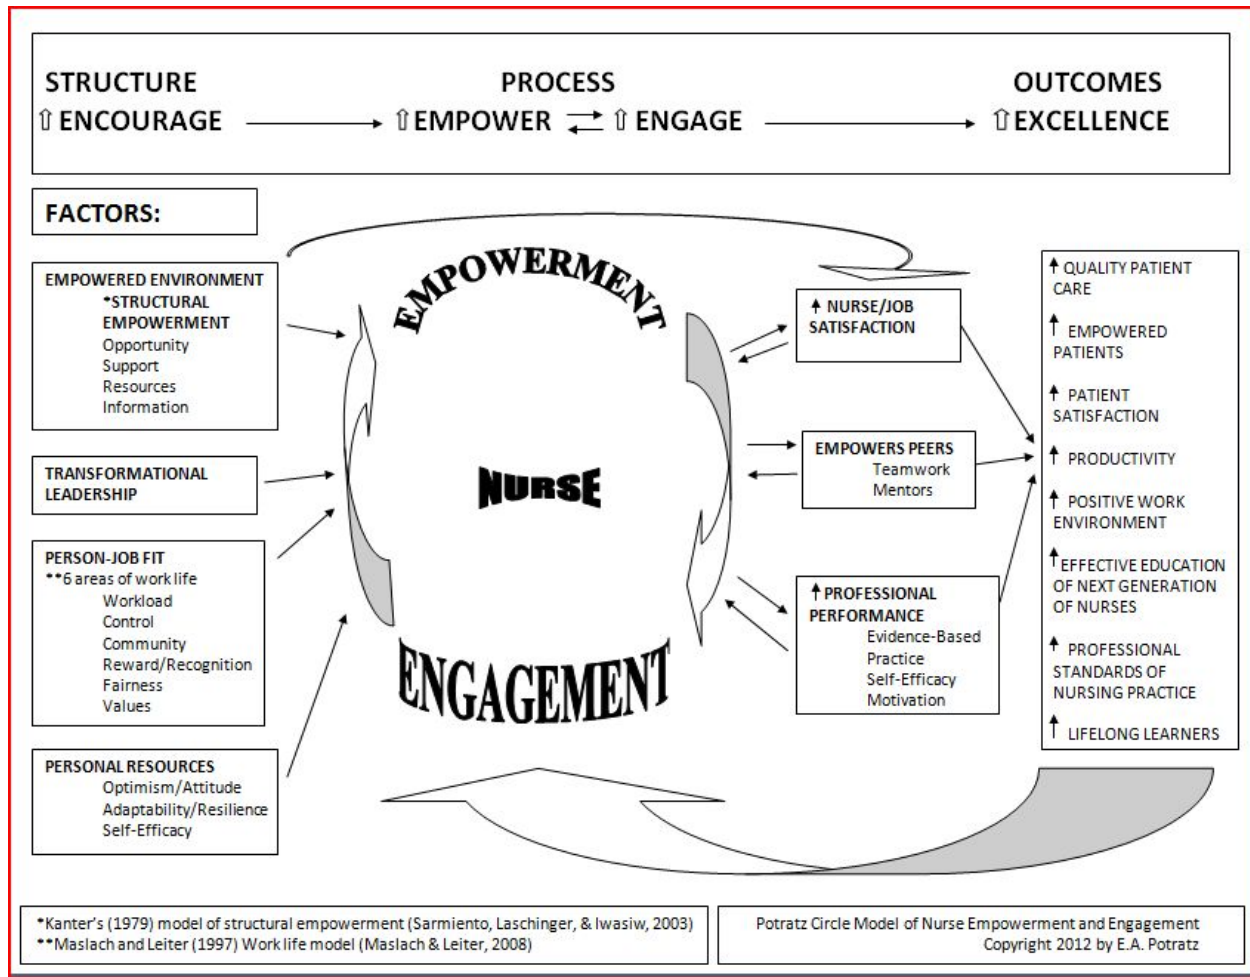 STRUCTURE
PROCESS
OUTCOMES
⇧ ENCOURAGE
⇧ EMPOWER
⇧ ENGAGE
⇧ EXCELLENCE
FACTORS:
EMPOWERED ENVIRONMENT
*STRUCTURAL
EMPOWERMENT
Opportunity
Support
Resources
Information
TRANSFORMATIONAL
LEADERSHIP
PERSON-JOB FIT
**6 areas of work life
Workload
Control
Community
Reward/Recognition
Fairness
Values
PERSONAL RESOURCES
Optimism/Attitude
Adaptability/Resilience
Self-Efficacy
EMPOWERMENT
NURSE
ENGAGEMENT
↑ NURSE/JOB
SATISFACTION
EMPOWERS PEERS
Teamwork
Mentors
↑ PROFESSIONAL
PERFORMANCE
Evidence-Based
Practice
Self-Efficacy
Motivation
↑ QUALITY PATIENT
CARE
↑ EMPOWERED
PATIENTS
↑ PATIENT
SATISFACTION
↑ PRODUCTIVITY
↑ POSITIVE WORK
ENVIRONMENT
↑ EFFECTIVE EDUCATION
OF NEXT GENERATION
OF NURSES
↑ PROFESSIONAL
STANDARDS OF
NURSING PRACTICE
↑ LIFELONG LEARNERS
*Kanter's (1979) model of structural empowerment (Sarmiento, Laschinger, & Iwasiw, 2003)
**Maslach and Leiter (1997) Work life model (Maslach & Leiter, 2008)
Potratz Circle Model of Nurse Empowerment and Engagement
Copyright 2012 by E.A. Potratz